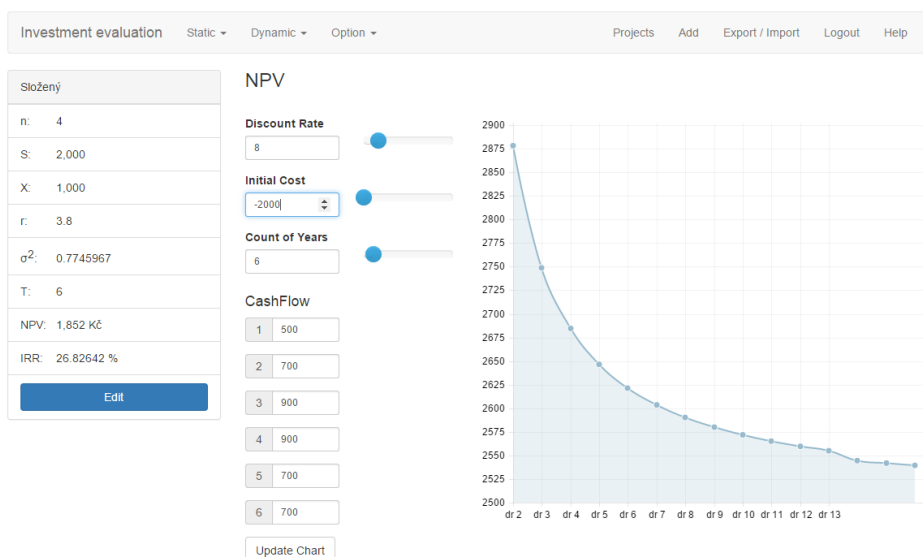 Investment evaluation Static Dynamic Option Projects Add Export / Import Logout Help
Složený
n: 4
S: 2,000
X: 1,000
r: 3.8
σ2: 0.7745967
T: 6
NPV: 1,852 Kč
IRR: 26.82642 %
Edit
NPV
Discount Rate
8
Initial Cost
-2000
Count of Years
6
CashFlow
1 500
2 700
3 900
4 900
5 700
6 700
Update Chart
2900
2875
2850
2825
2800
2775
2750
2725
2700
2675
2650
2625
2600
2575
2550
2525
2500
dr 2 dr 3 dr 4 dr 5 dr 6 dr 7 dr 8 dr 9 dr 10 dr 11 dr 12 dr 13